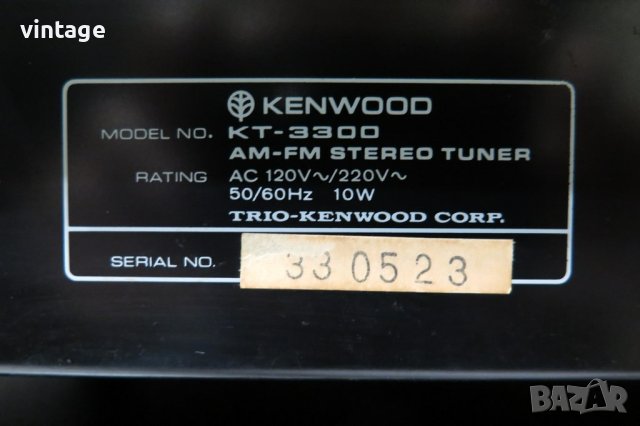 vintage
KENWOOD
MODEL NO. KT-3300
AM-FM STEREO TUNER
RATING AC 120V~/220V~
50/60Hz 10W
TRIO-KENWOOD CORP.
SERIAL NO. 330523
BAZAR